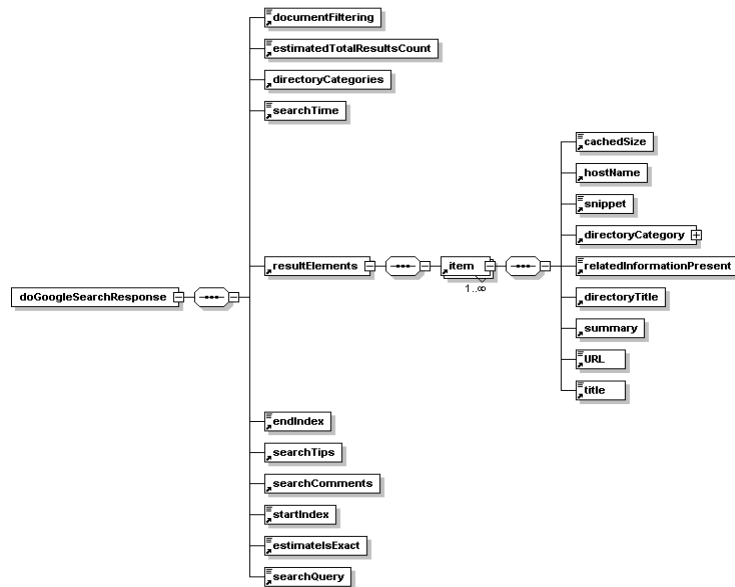 documentFiltering
estimatedTotalResultsCount
directoryCategories
searchTime
cachedSize
hostName
snippet
directoryCategory
resultElements
item
1..∞
relatedInformationPresent
doGoogleSearchResponse
directoryTitle
summary
URL
title
endIndex
searchTips
searchComments
startIndex
estimateIsExact
searchQuery